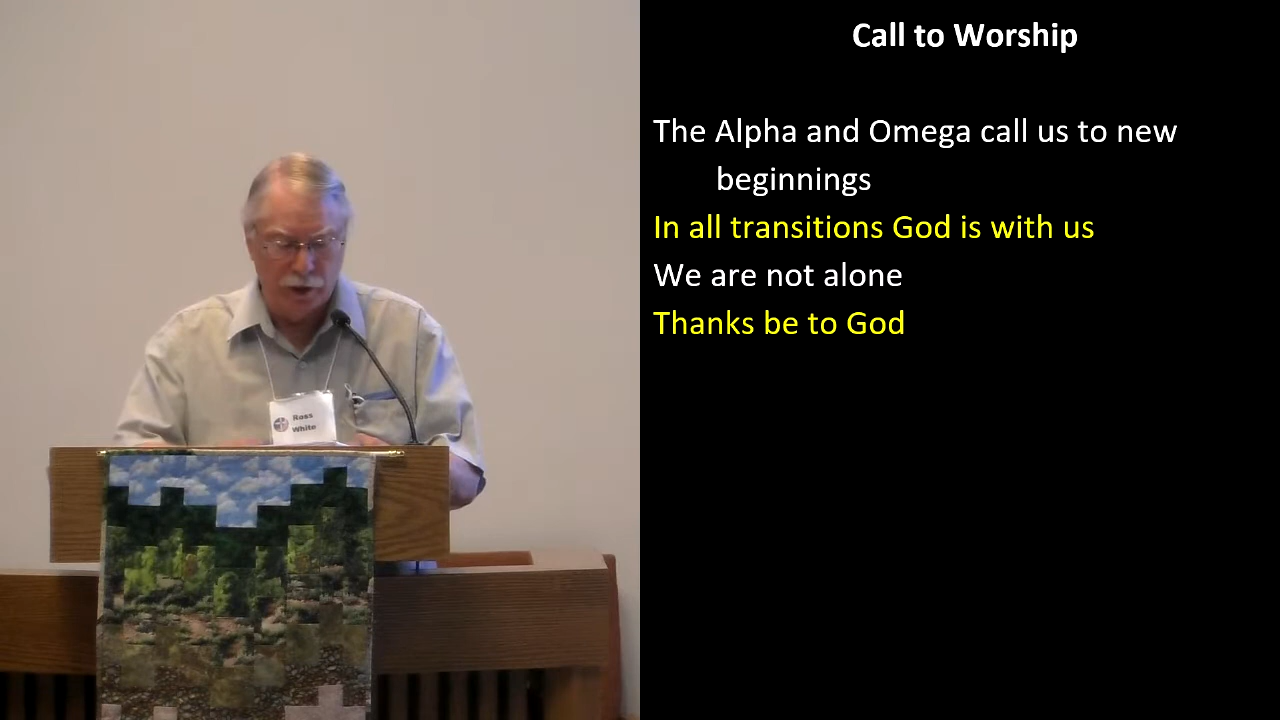 Call to Worship
The Alpha and Omega call us to new
beginnings
In all transitions God is with us
We are not alone
Thanks be to God
Ross
White